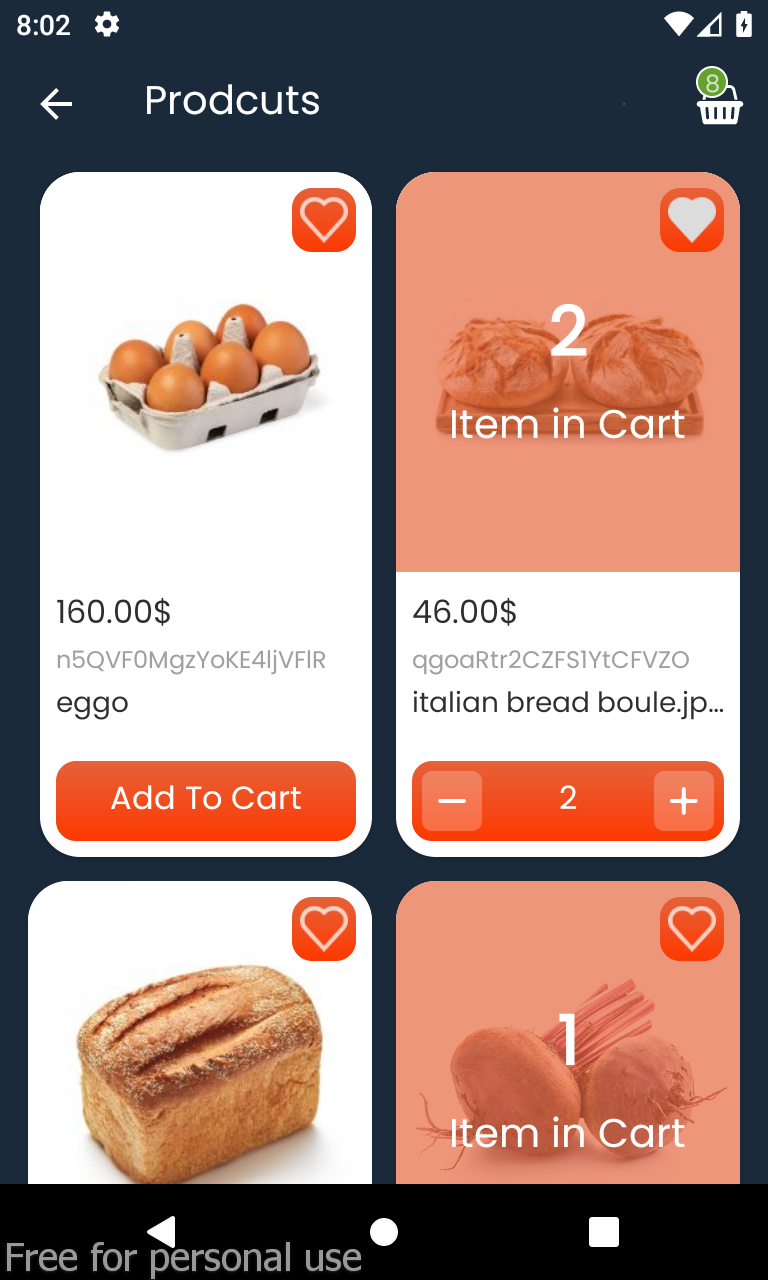 8:02
Prodcuts
8
2
Item in Cart
160.00$
46.00$
n5QVF0MgzYoKE4ljVFlR
qgoaRtr2CZFS1YtCFVZO
eggo
italian bread boule.jp...
Add To Cart
2
1
Item in Cart
Free for personal use